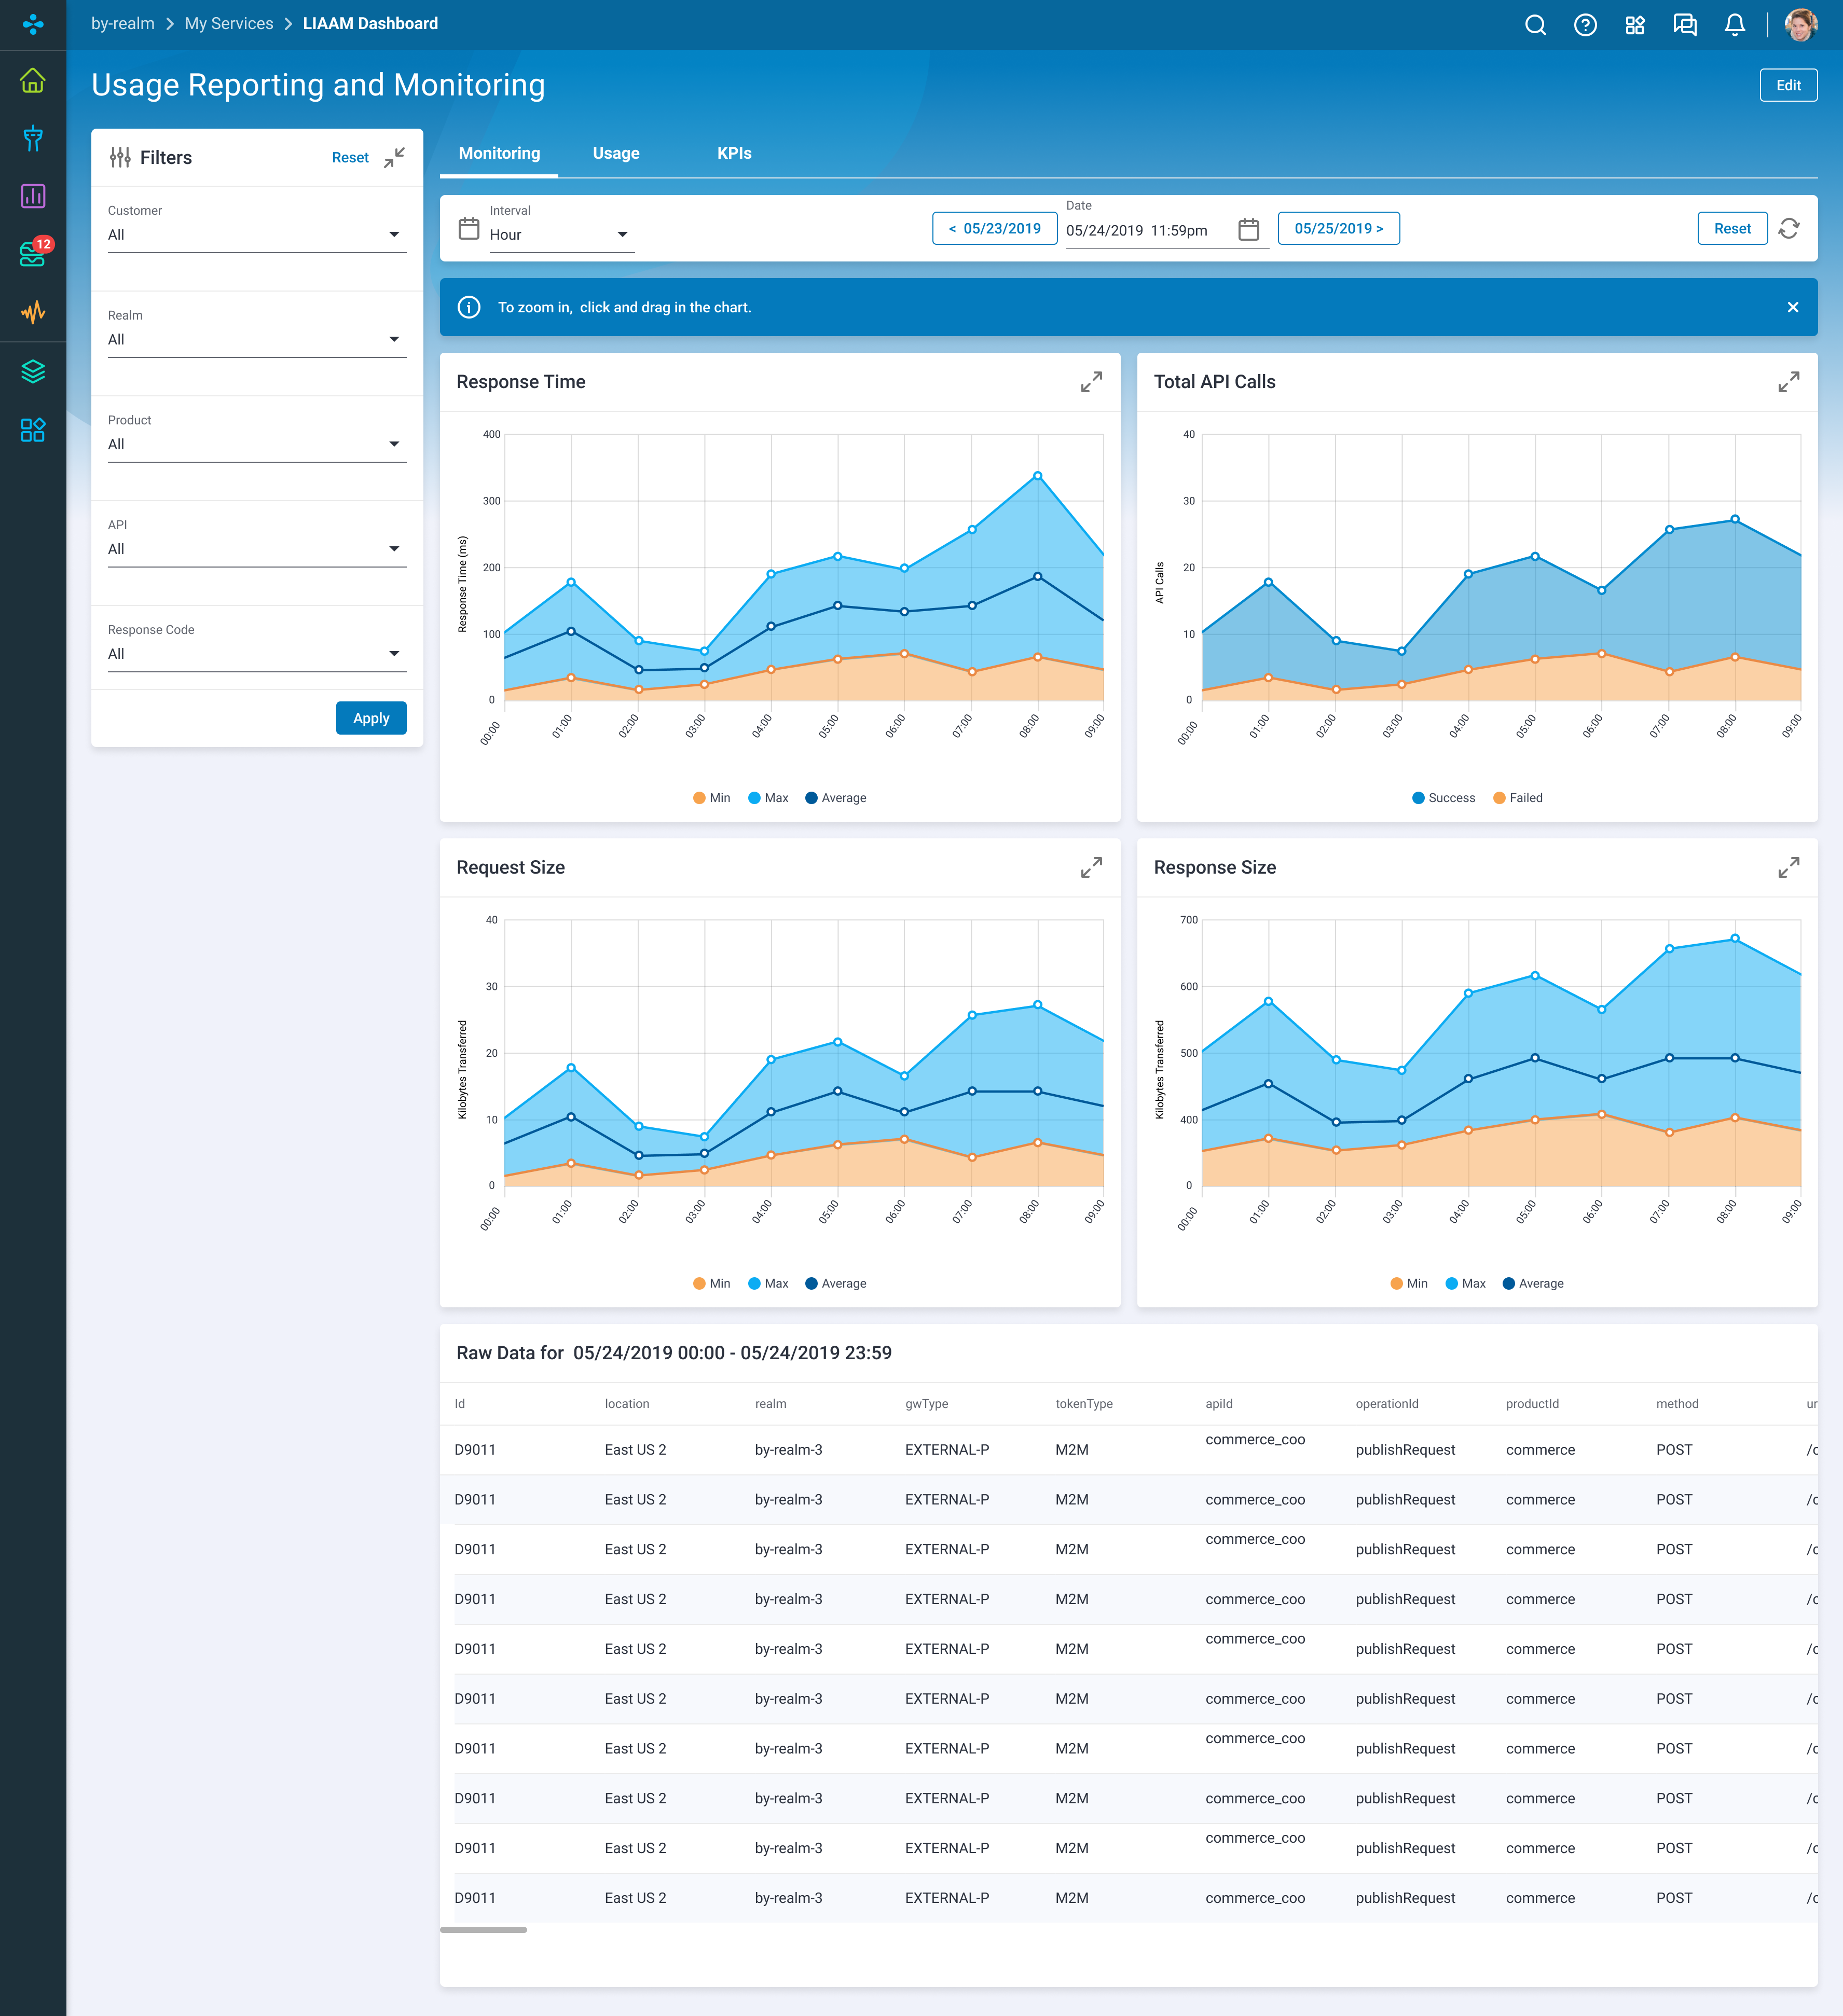 by-realm > My Services > LIAAM Dashboard
Usage Reporting and Monitoring
Edit
12
Filters
Reset
Customer
All
Realm
All
Product
All
API
All
Response Code
All
Apply
Monitoring Usage KPIs
Interval
Hour
< 05/23/2019
Date
05/24/2019 11:59pm
05/25/2019 >
Reset
To zoom in, click and drag in the chart.
Response Time
Response Time (ms)
400
300
200
100
0
00:00 01:00 02:00 03:00 04:00 05:00 06:00 07:00 08:00 09:00
Min Max Average
Total API Calls
API Calls
40
30
20
10
0
00:00 01:00 02:00 03:00 04:00 05:00 06:00 07:00 08:00 09:00
Success Failed
Request Size
Kilobytes Transferred
40
30
20
10
0
00:00 01:00 02:00 03:00 04:00 05:00 06:00 07:00 08:00 09:00
Min Max Average
Response Size
Kilobytes Transferred
700
600
500
400
0
00:00 01:00 02:00 03:00 04:00 05:00 06:00 07:00 08:00 09:00
Min Max Average
Raw Data for 05/24/2019 00:00 - 05/24/2019 23:59
Id location realm gwType tokenType apiId operationId productId method ur
D9011 East US 2 by-realm-3 EXTERNAL-P M2M commerce_coo publishRequest commerce POST /c
D9011 East US 2 by-realm-3 EXTERNAL-P M2M commerce_coo publishRequest commerce POST /c
D9011 East US 2 by-realm-3 EXTERNAL-P M2M commerce_coo publishRequest commerce POST /c
D9011 East US 2 by-realm-3 EXTERNAL-P M2M commerce_coo publishRequest commerce POST /c
D9011 East US 2 by-realm-3 EXTERNAL-P M2M commerce_coo publishRequest commerce POST /c
D9011 East US 2 by-realm-3 EXTERNAL-P M2M commerce_coo publishRequest commerce POST /c
D9011 East US 2 by-realm-3 EXTERNAL-P M2M commerce_coo publishRequest commerce POST /c
D9011 East US 2 by-realm-3 EXTERNAL-P M2M commerce_coo publishRequest commerce POST /c
D9011 East US 2 by-realm-3 EXTERNAL-P M2M commerce_coo publishRequest commerce POST /c
D9011 East US 2 by-realm-3 EXTERNAL-P M2M commerce_coo publishRequest commerce POST /c